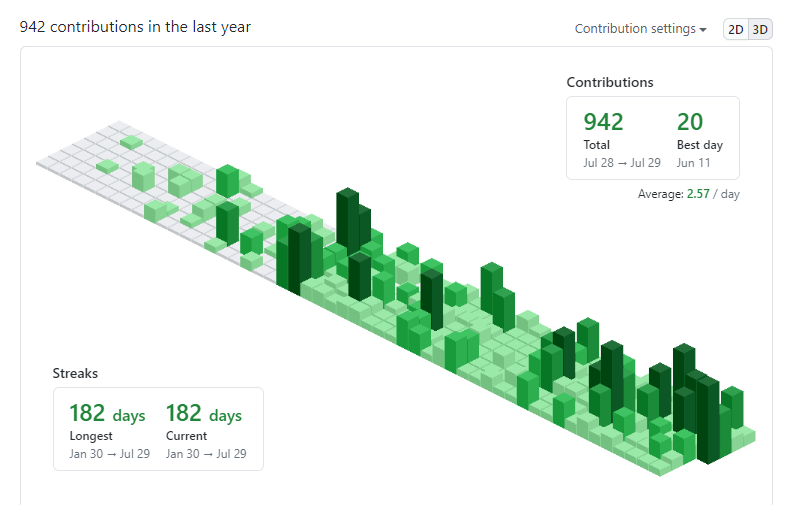 942 contributions in the last year
Contribution settings
2D 3D
Contributions
942 20
Total Best day
Jul 28 → Jul 29 Jun 11
Average: 2.57 / day
Streaks
182 days 182 days
Longest Current
Jan 30 → Jul 29 Jan 30 → Jul 29